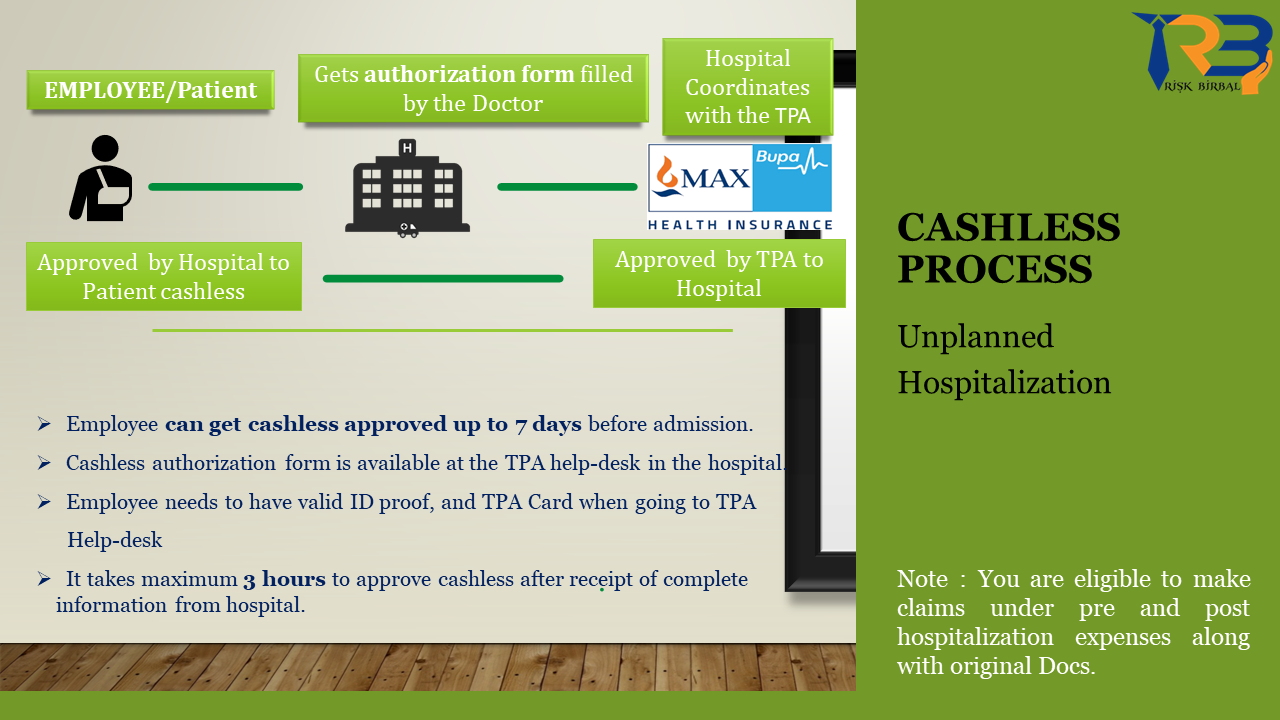 EMPLOYEE/Patient
Gets authorization form filled
by the Doctor
Hospital
Coordinates
with the TPA
H
MAX
Bupa
HEALTH INSURANCE
Approved by Hospital to
Patient cashless
Approved by TPA to
Hospital
Employee can get cashless approved up to 7 days before admission.
Cashless authorization form is available at the TPA help-desk in the hospital.
Employee needs to have valid ID proof, and TPA Card when going to TPA
Help-desk
It takes maximum 3 hours to approve cashless after receipt of complete
information from hospital.
RB
RİŞK BİRBAL
CASHLESS
PROCESS
Unplanned
Hospitalization
Note : You are eligible to make
claims under pre and post
hospitalization expenses along
with original Docs.